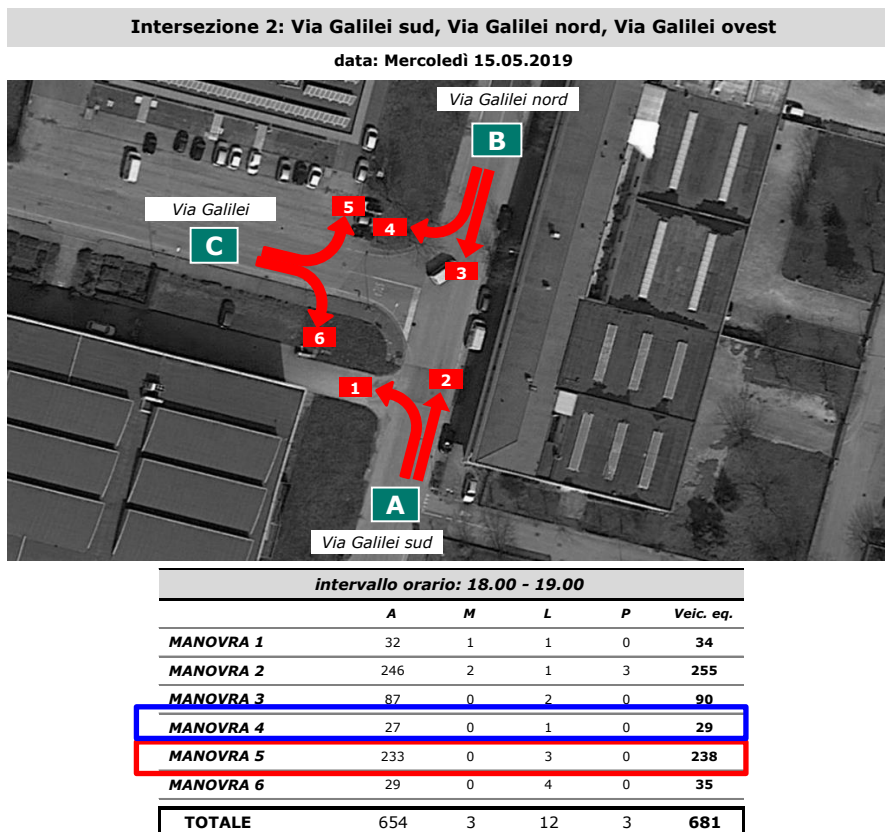 Intersezione 2: Via Galilei sud, Via Galilei nord, Via Galilei ovest
data: Mercoledì 15.05.2019
Via Galilei nord
B
Via Galilei
5
4
C
3
6
1
2
A
Via Galilei sud
intervallo orario: 18.00 - 19.00
A M L P Veic. eq.
MANOVRA 1 32 1 1 0 34
MANOVRA 2 246 2 1 3 255
MANOVRA 3 87 0 2 0 90
MANOVRA 4 27 0 1 0 29
MANOVRA 5 233 0 3 0 238
MANOVRA 6 29 0 4 0 35
TOTALE 654 3 12 3 681